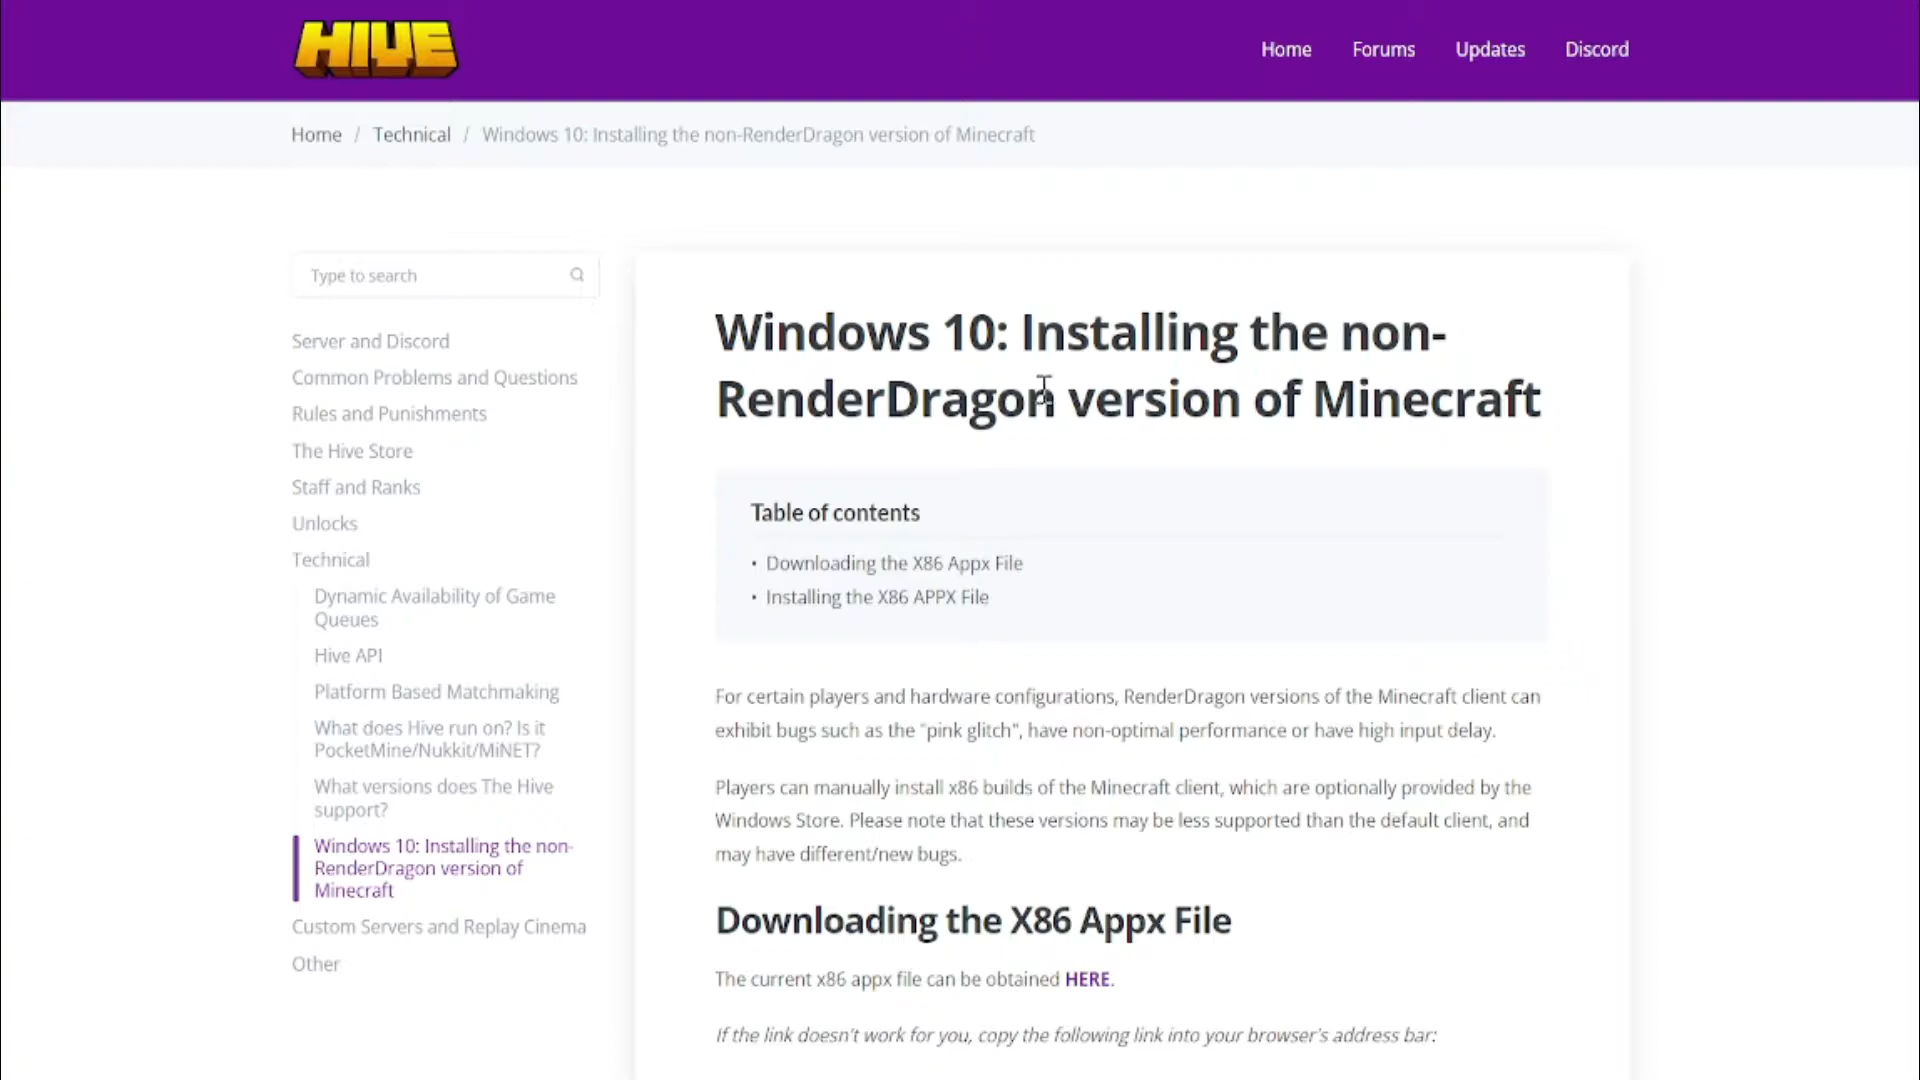 HIVE
Home Forums Updates Discord
Home / Technical / Windows 10: Installing the non-RenderDragon version of Minecraft
Type to search
Server and Discord
Common Problems and Questions
Rules and Punishments
The Hive Store
Staff and Ranks
Unlocks
Technical
Dynamic Availability of Game
Queues
Hive API
Platform Based Matchmaking
What does Hive run on? Is it
PocketMine/Nukkit/MiNET?
What versions does The Hive
support?
Windows 10: Installing the non-
RenderDragon version of
Minecraft
Custom Servers and Replay Cinema
Other
Windows 10: Installing the non-
RenderDragon version of Minecraft
Table of contents
• Downloading the X86 Appx File
• Installing the X86 APPX File
For certain players and hardware configurations, RenderDragon versions of the Minecraft client can
exhibit bugs such as the "pink glitch", have non-optimal performance or have high input delay.
Players can manually install x86 builds of the Minecraft client, which are optionally provided by the
Windows Store. Please note that these versions may be less supported than the default client, and
may have different/new bugs.
Downloading the X86 Appx File
The current x86 appx file can be obtained HERE.
If the link doesn't work for you, copy the following link into your browser's address bar: